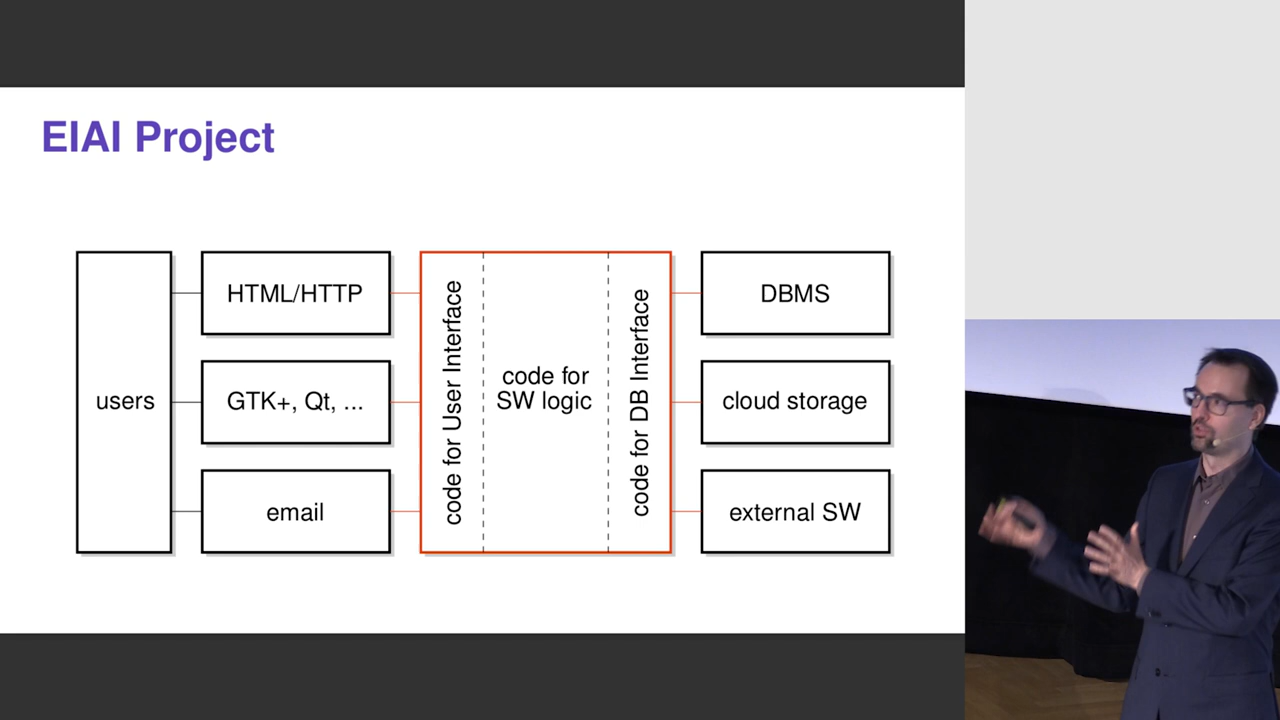 EIAI Project
users
HTML/HTTP
GTK+, Qt, ...
email
code for User Interface
code for
SW logic
code for DB Interface
DBMS
cloud storage
external SW